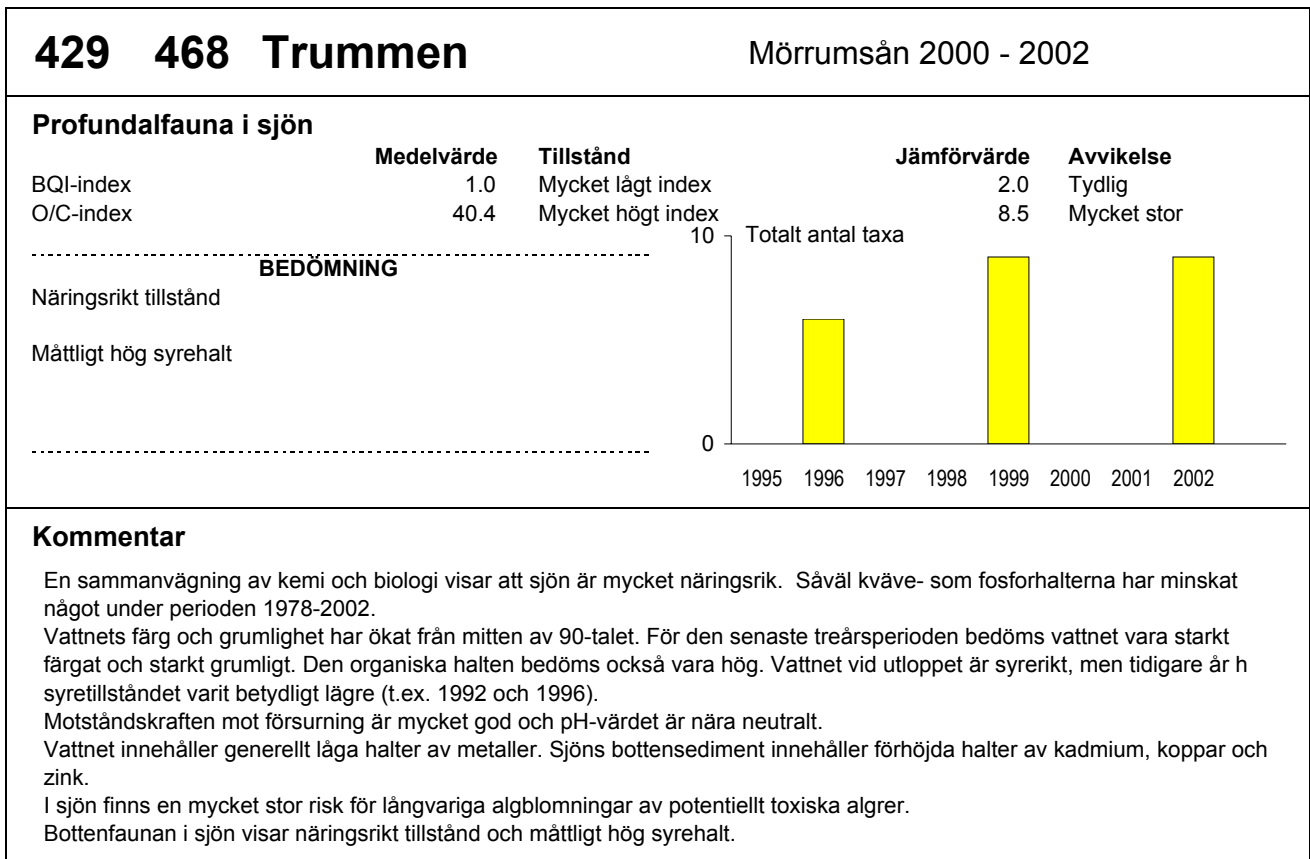 429 468 Trummen Mörrumsån 2000 - 2002
Profundalfauna i sjön
Medelvärde Tillstånd Jämförvärde Avvikelse
BQI-index 1.0 Mycket lågt index 2.0 Tydlig
O/C-index 40.4 Mycket högt index 8.5 Mycket stor
10 Totalt antal taxa
BEDÖMNING
Näringsrikt tillstånd
Måttligt hög syrehalt
0
1995 1996 1997 1998 1999 2000 2001 2002
Kommentar
En sammanvägning av kemi och biologi visar att sjön är mycket näringsrik. Såväl kväve- som fosforhalterna har minskat
något under perioden 1978-2002.
Vattnets färg och grumlighet har ökat från mitten av 90-talet. För den senaste treårsperioden bedöms vattnet vara starkt
färgat och starkt grumligt. Den organiska halten bedöms också vara hög. Vattnet vid utloppet är syrerikt, men tidigare år h
syretillståndet varit betydligt lägre (t.ex. 1992 och 1996).
Motståndskraften mot försurning är mycket god och pH-värdet är nära neutralt.
Vattnet innehåller generellt låga halter av metaller. Sjöns bottensediment innehåller förhöjda halter av kadmium, koppar och
zink.
I sjön finns en mycket stor risk för långvariga algblomningar av potentiellt toxiska algrer.
Bottenfaunan i sjön visar näringsrikt tillstånd och måttligt hög syrehalt.